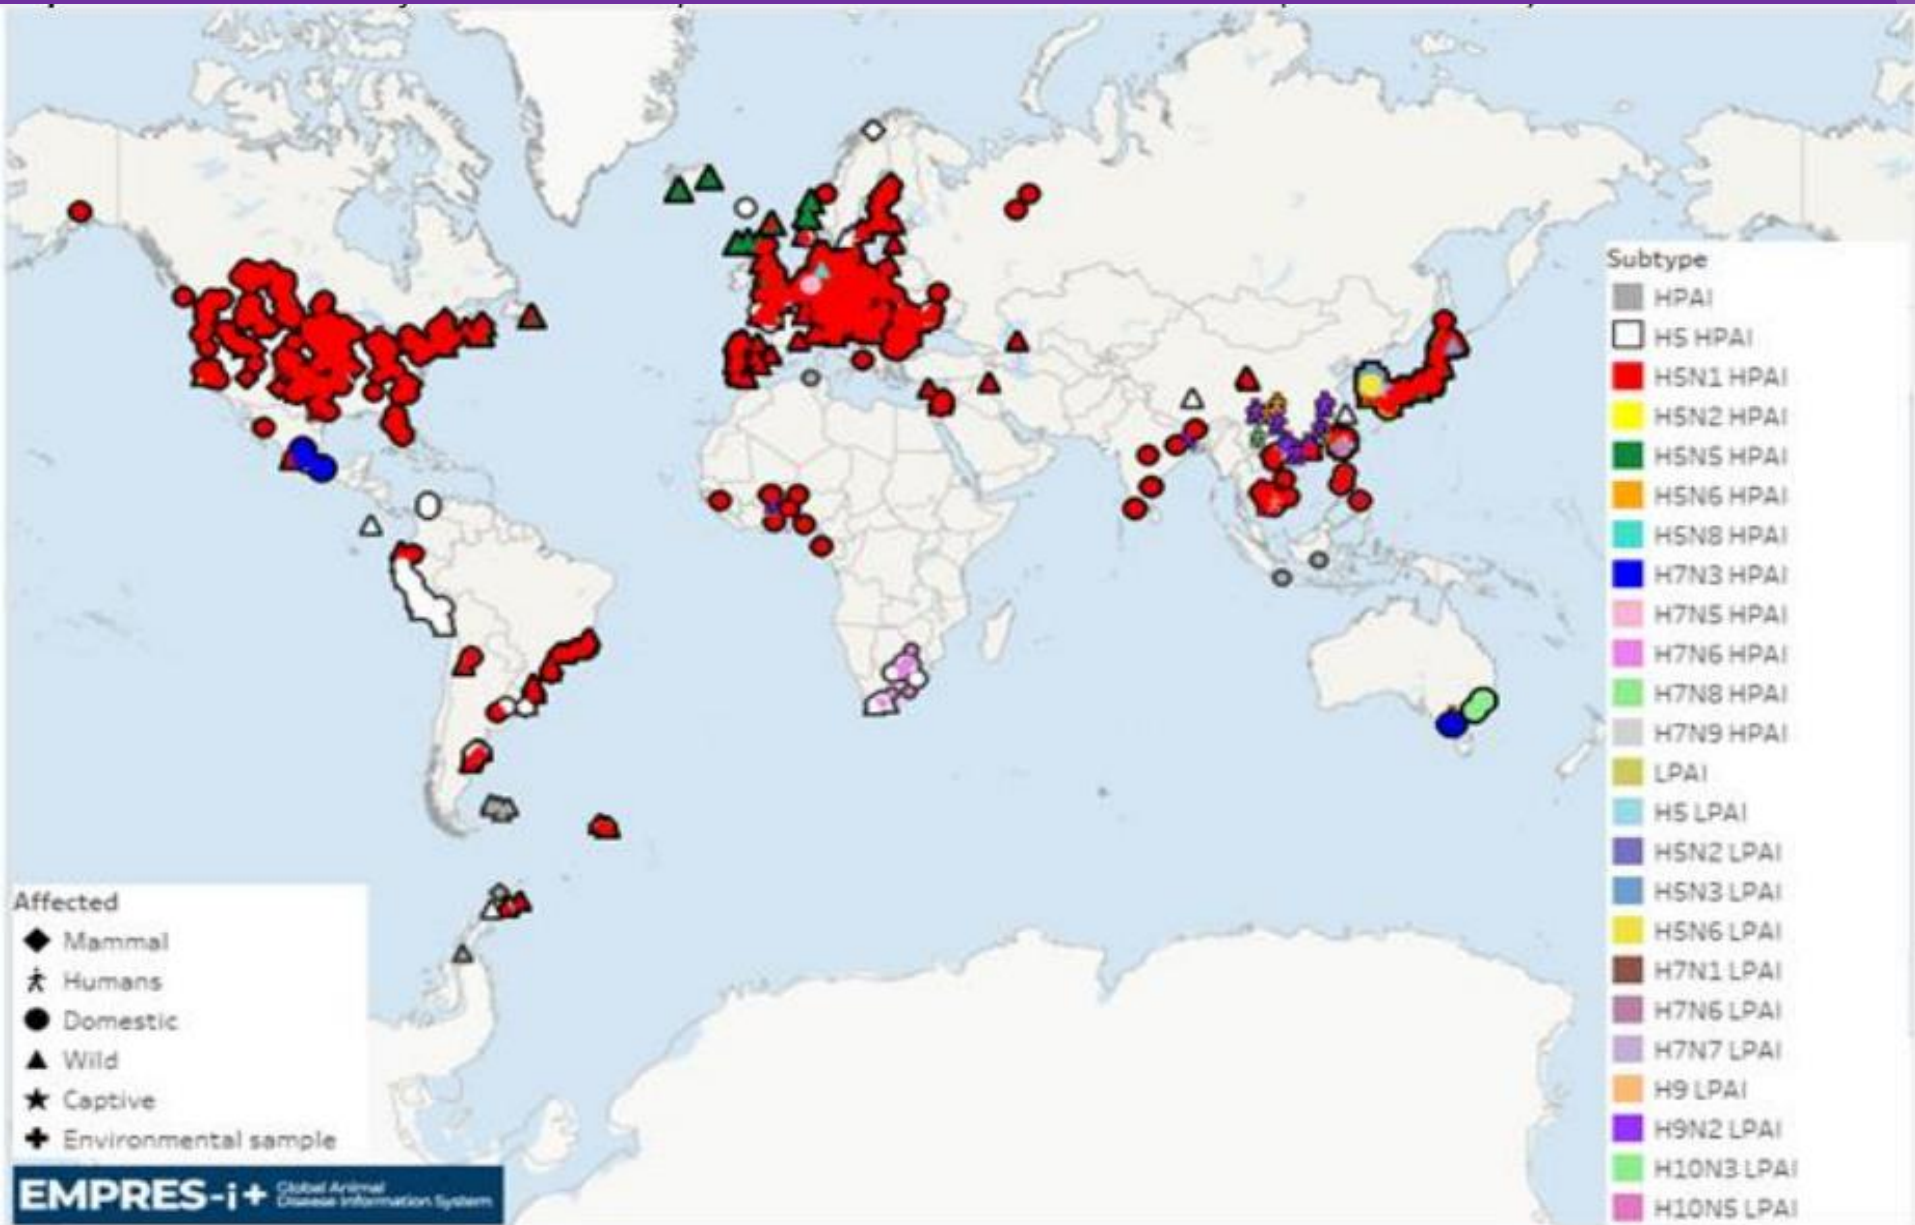 Subtype
HPAI
H5 HPAI
H5N1 HPAI
H5N2 HPAI
H5N5 HPAI
H5N6 HPAI
H5N8 HPAI
H7N3 HPAI
H7N5 HPAI
H7N6 HPAI
H7N8 HPAI
H7N9 HPAI
LPAI
H5 LPAI
H5N2 LPAI
H5N3 LPAI
H5N6 LPAI
H7N1 LPAI
H7N6 LPAI
H7N7 LPAI
H9 LPAI
H9N2 LPAI
H10N3 LPAI
H10N5 LPAI
Affected
Mammal
Humans
Domestic
Wild
Captive
Environmental sample
EMPRES-i+
Global Animal
Disease Information System